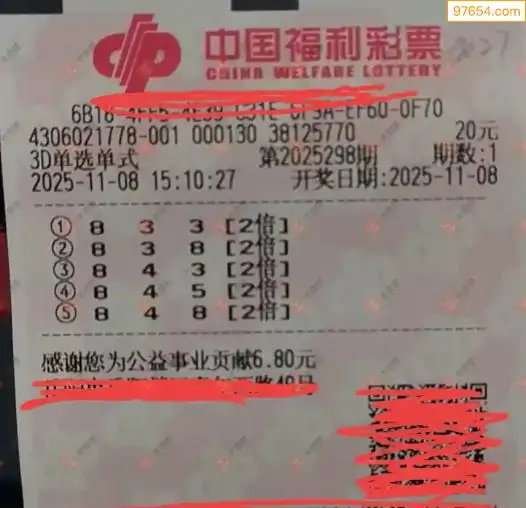 97654.com
中国福利彩票
CHINA WELFARE LOTTERY
4306021778-001 000130 38125770 20元
3D单选单式 第2025298期 期数:1
2025-11-08 15:10:27 开奖日期:2025-11-08
① 8 3 3 [2倍]
② 8 3 8 [2倍]
③ 8 4 3 [2倍]
④ 8 4 5 [2倍]
⑤ 8 4 8 [2倍]
感谢您为公益事业贡献6.80元